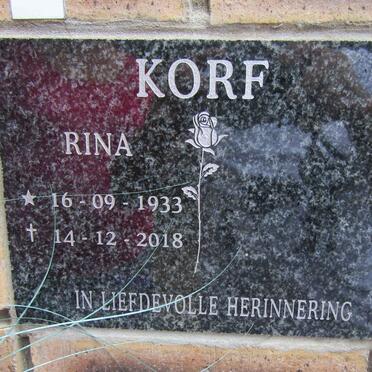 KORF
RINA
★ 16 - 09 - 1933
† 14 - 12 - 2018
IN LIEFDEVOLLE HERINNERING